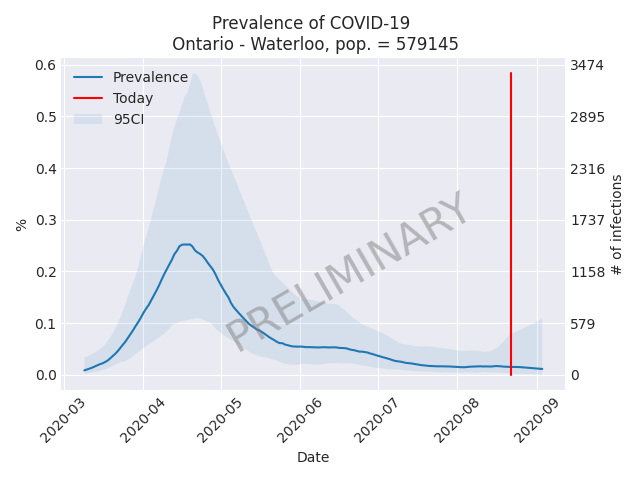 Prevalence of COVID-19
Ontario - Waterloo, pop. = 579145
Prevalence
Today
95CI
PRELIMINARY
%
0.6
0.5
0.4
0.3
0.2
0.1
0.0
3474
2895
2316
1737
1158
579
0
# of infections
2020-03
2020-04
2020-05
2020-06
2020-07
2020-08
2020-09
Date